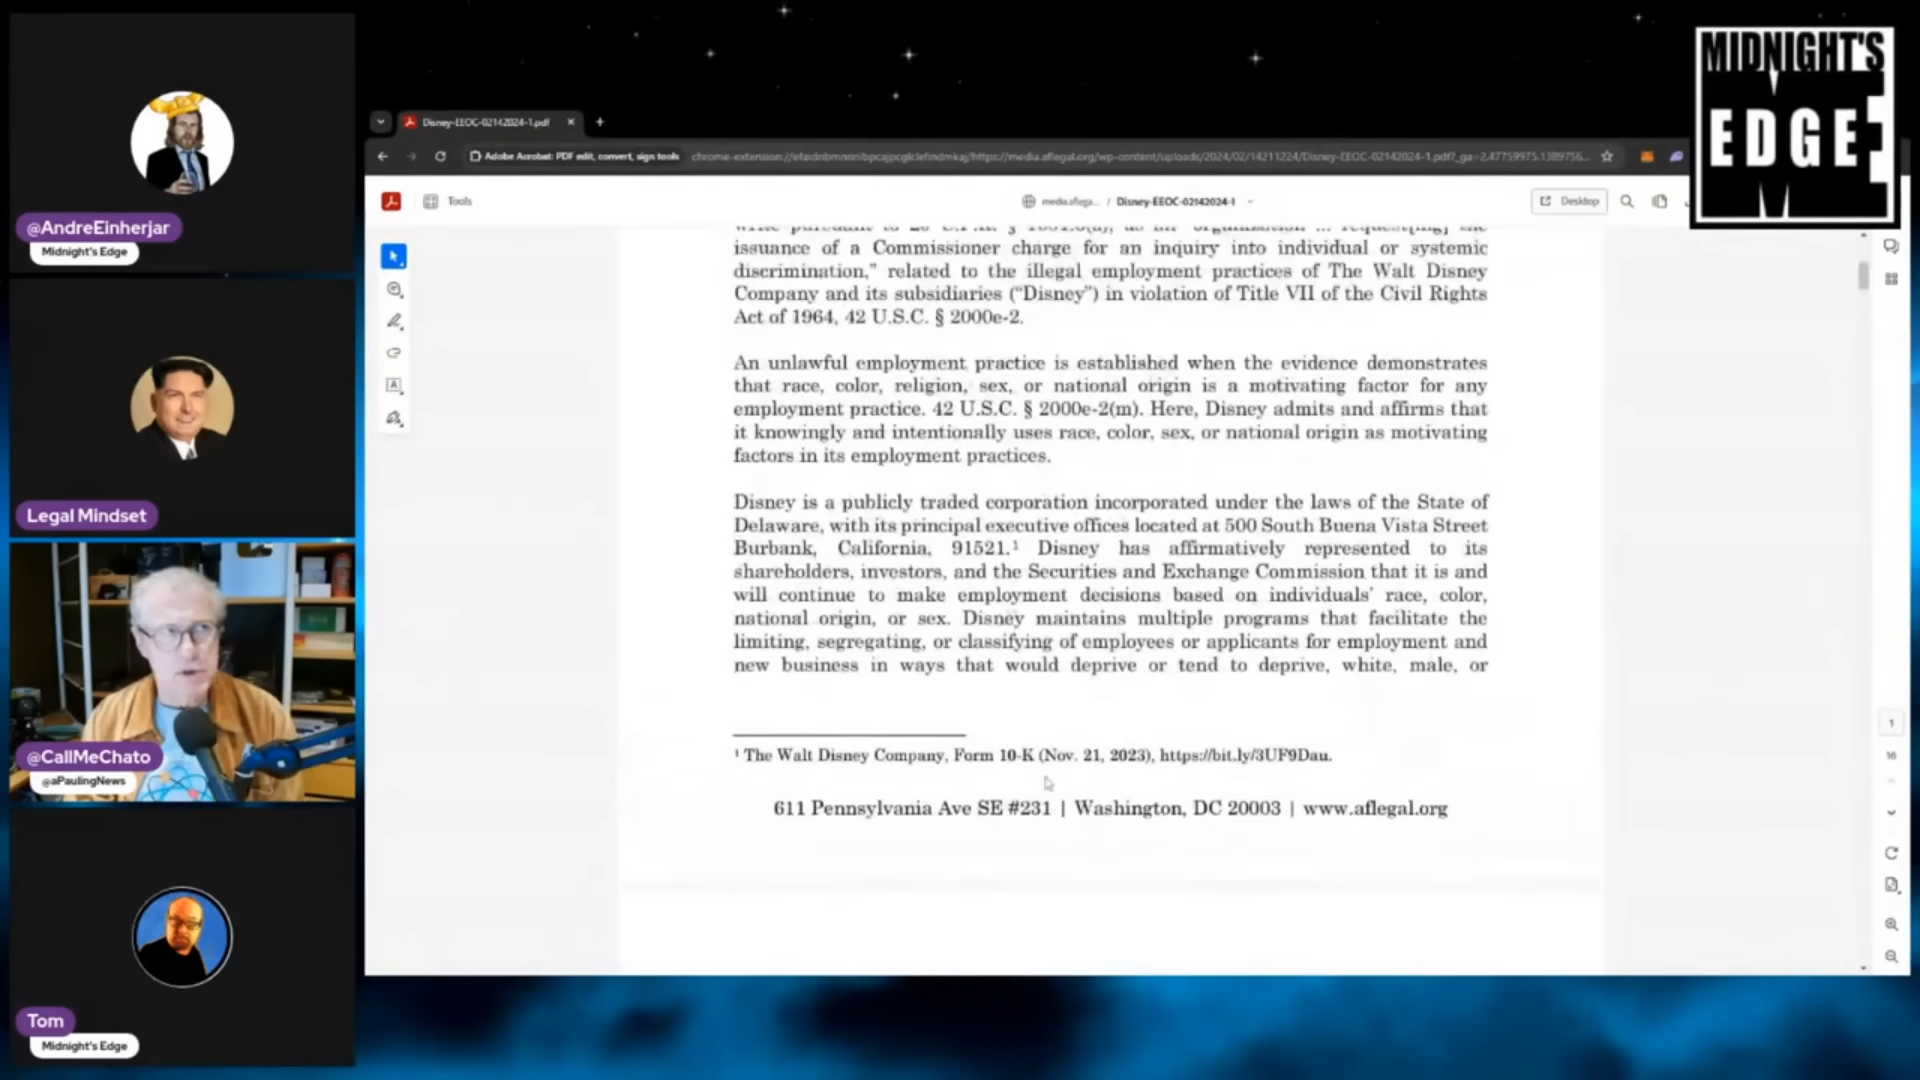 @AndreEinherjar
Midnight's Edge
Legal Mindset
@CallMeChato
@aPaulingNews
Tom
Midnight's Edge
MIDNIGHT'S
EDGE
Disney-EEOC-02142024-1.pdf
Adobe Acrobat: PDF edit, convert, sign tools
Tools
media.aflega... / Disney-EEOC-02142024-1
Desktop
issuance of a Commissioner charge for an inquiry into individual or systemic
discrimination,” related to the illegal employment practices of The Walt Disney
Company and its subsidiaries (“Disney”) in violation of Title VII of the Civil Rights
Act of 1964, 42 U.S.C. § 2000e-2.
An unlawful employment practice is established when the evidence demonstrates
that race, color, religion, sex, or national origin is a motivating factor for any
employment practice. 42 U.S.C. § 2000e-2(m). Here, Disney admits and affirms that
it knowingly and intentionally uses race, color, sex, or national origin as motivating
factors in its employment practices.
Disney is a publicly traded corporation incorporated under the laws of the State of
Delaware, with its principal executive offices located at 500 South Buena Vista Street
Burbank, California, 91521.¹ Disney has affirmatively represented to its
shareholders, investors, and the Securities and Exchange Commission that it is and
will continue to make employment decisions based on individuals’ race, color,
national origin, or sex. Disney maintains multiple programs that facilitate the
limiting, segregating, or classifying of employees or applicants for employment and
new business in ways that would deprive or tend to deprive, white, male, or
¹ The Walt Disney Company, Form 10-K (Nov. 21, 2023), https://bit.ly/3UF9Dau.
611 Pennsylvania Ave SE #231 | Washington, DC 20003 | www.aflegal.org
1
16